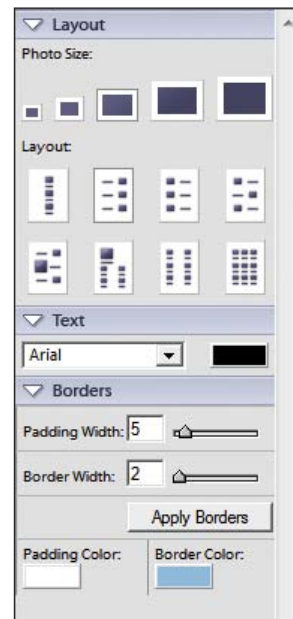 Layout
Photo Size:
Layout:
Text
Arial
Borders
Padding Width: 5
Border Width: 2
Apply Borders
Padding Color: Border Color: